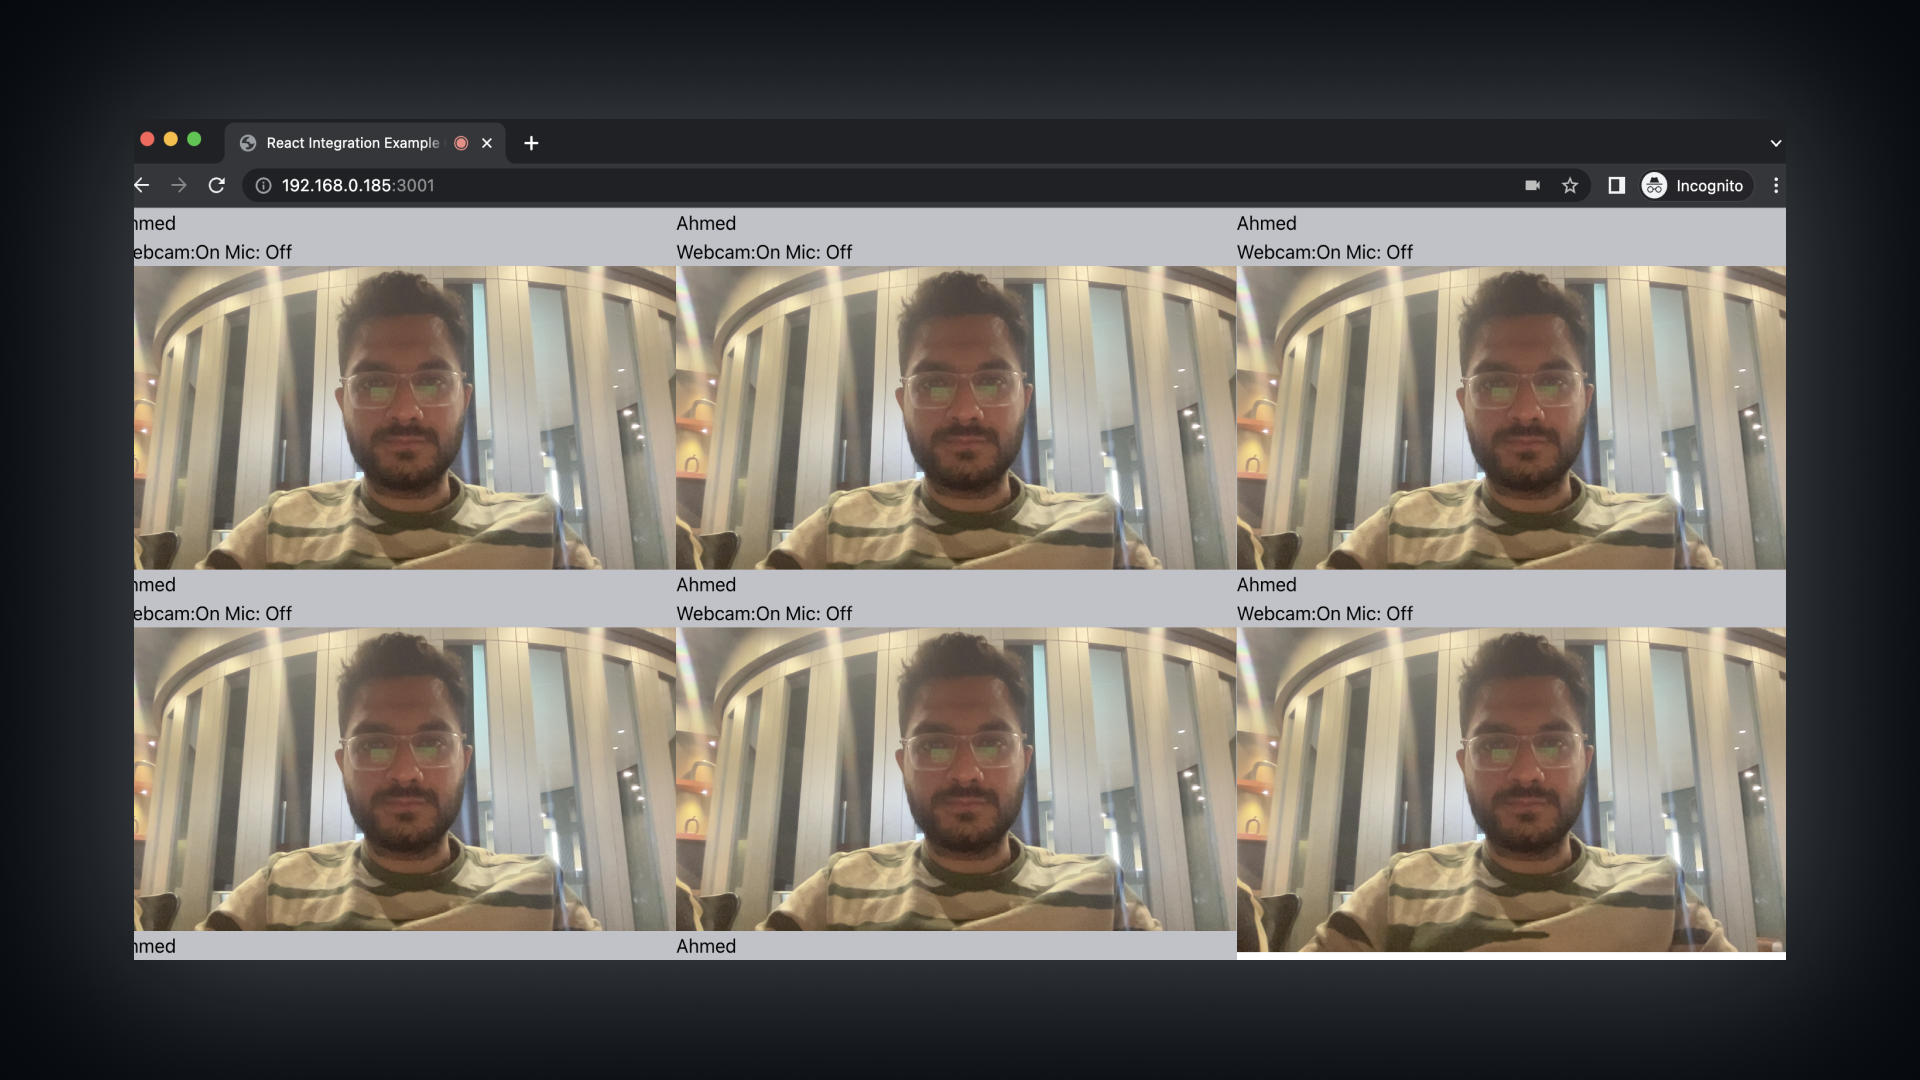 React Integration Example
192.168.0.185:3001
Incognito
hmed
Ahmed
Ahmed
ebcam:On Mic: Off
Webcam:On Mic: Off
Webcam:On Mic: Off
hmed
Ahmed
Ahmed
ebcam:On Mic: Off
Webcam:On Mic: Off
Webcam:On Mic: Off
hmed
Ahmed